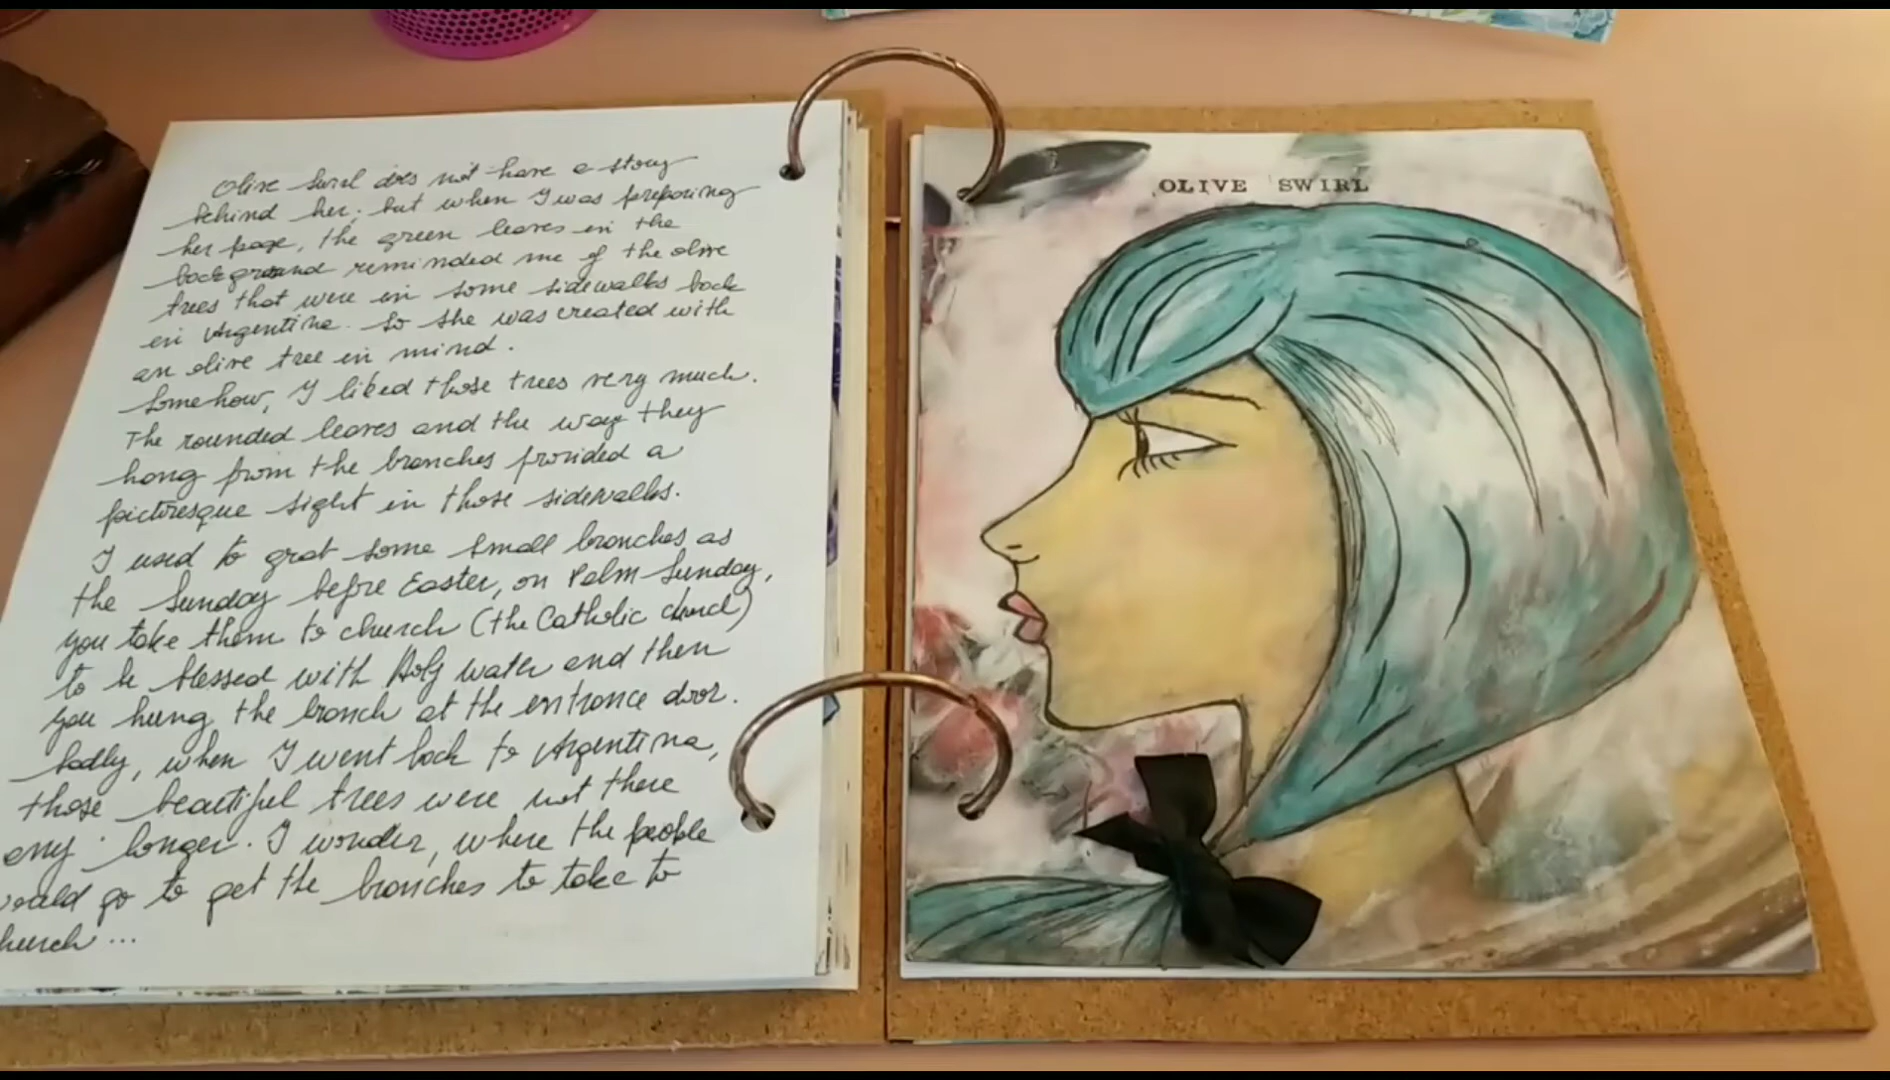 Olive Swirl does not have a story
behind her; but when I was preparing
her page, the green leaves in the
background reminded me of the olive
trees that were in some sidewalks back
in Argentina. So she was created with
an olive tree in mind.
Somehow, I liked those trees very much.
The rounded leaves and the way they
hang from the branches provided a
picturesque sight in those sidewalks.
I used to grab some small branches as
the Sunday before Easter, on Palm Sunday,
you take them to church (the Catholic church)
to be blessed with Holy water and then
you hung the branch at the entrance door.
Sadly, when I went back to Argentina,
those beautiful trees were not there
any longer. I wonder, where the people
would go to get the branches to take to
church...
OLIVE SWIRL